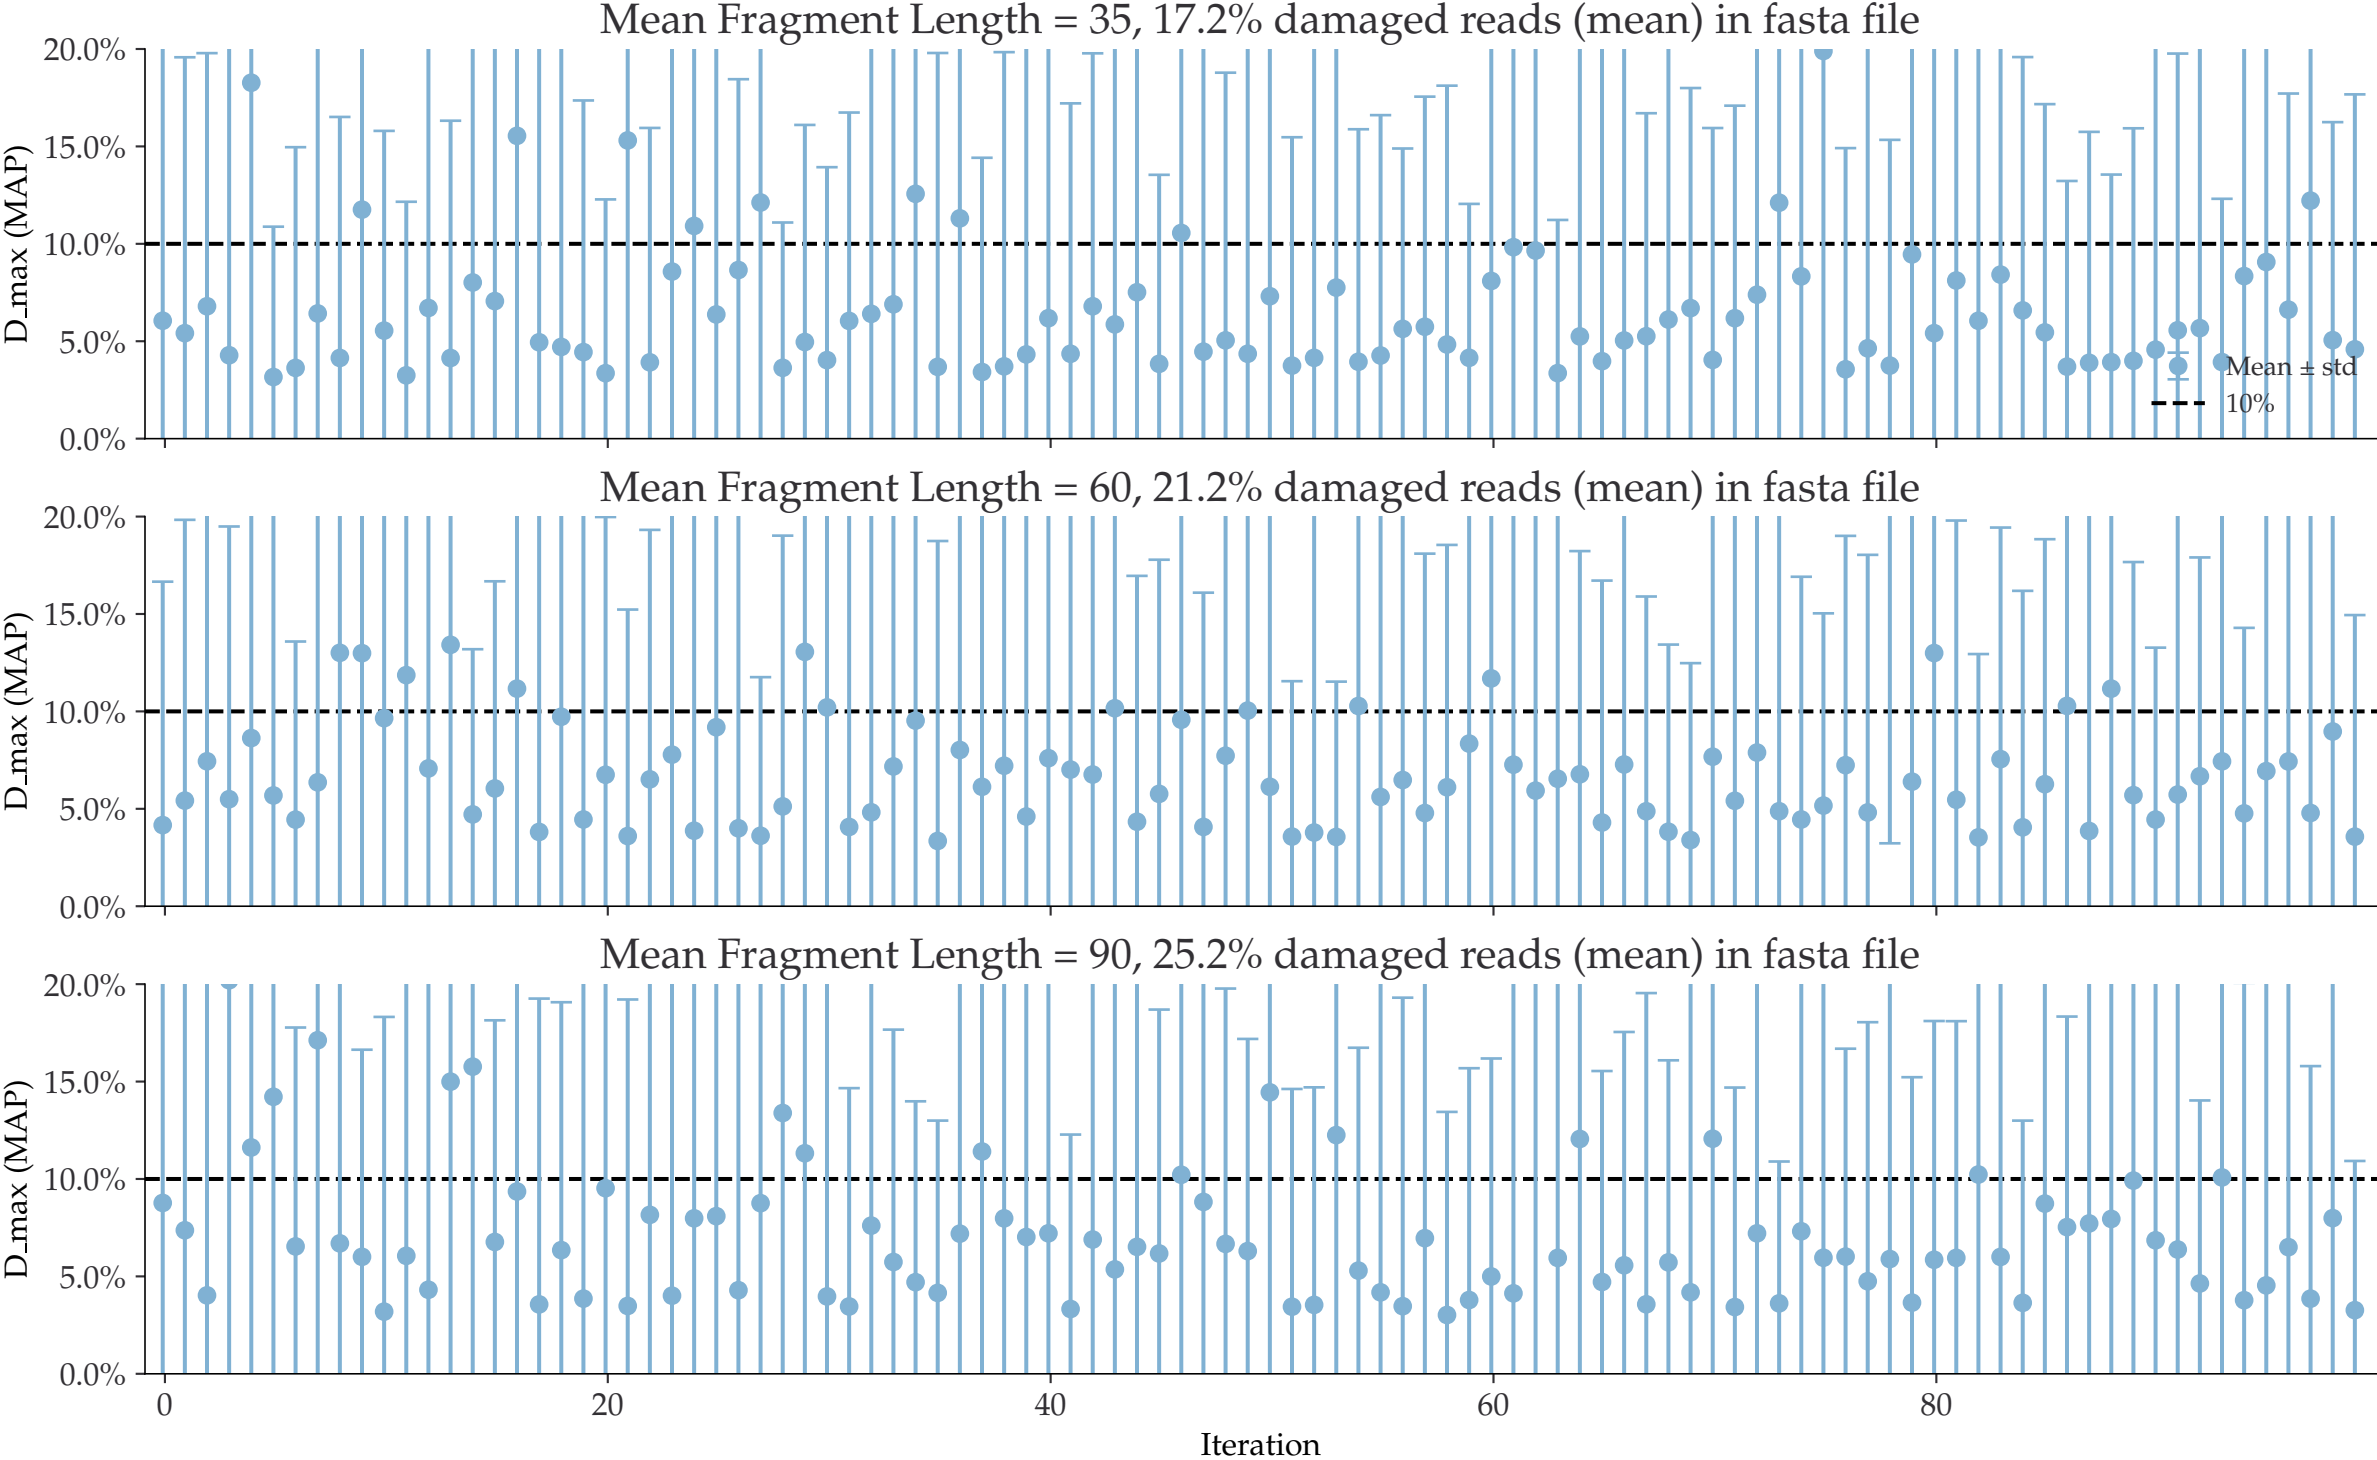 Mean Fragment Length = 35, 17.2% damaged reads (mean) in fasta file
20.0%
15.0%
10.0%
5.0%
0.0%
D_max (MAP)
Mean ± std
10%
Mean Fragment Length = 60, 21.2% damaged reads (mean) in fasta file
20.0%
15.0%
10.0%
5.0%
0.0%
D_max (MAP)
Mean Fragment Length = 90, 25.2% damaged reads (mean) in fasta file
20.0%
15.0%
10.0%
5.0%
0.0%
D_max (MAP)
0 20 40 60 80
Iteration